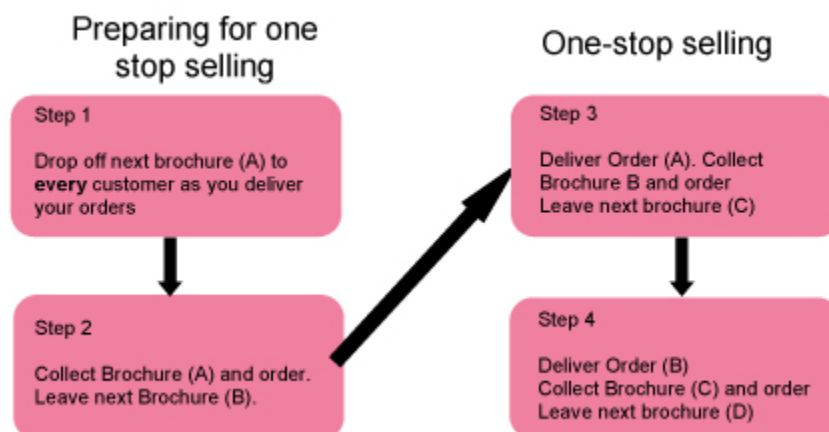 Preparing for one
stop selling
Step 1
Drop off next brochure (A) to
every customer as you deliver
your orders
Step 2
Collect Brochure (A) and order.
Leave next Brochure (B).
One-stop selling
Step 3
Deliver Order (A). Collect
Brochure B and order
Leave next brochure (C)
Step 4
Deliver Order (B)
Collect Brochure (C) and order
Leave next brochure (D)